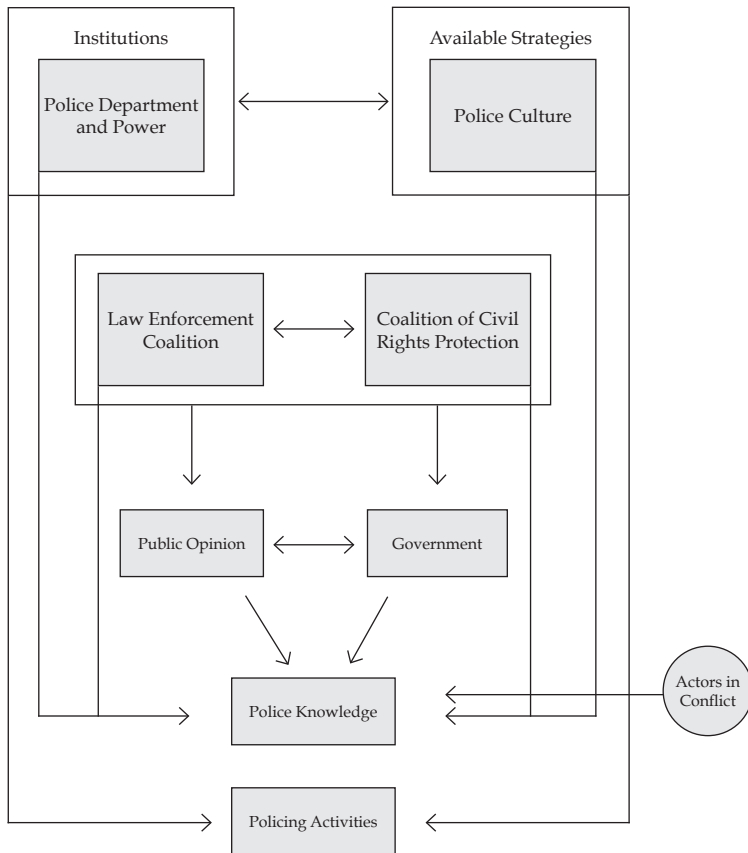 Institutions
Available Strategies
Police Department
and Power
Police Culture
Law Enforcement
Coalition
Coalition of Civil
Rights Protection
Public Opinion
Government
Actors in
Conflict
Police Knowledge
Policing Activities